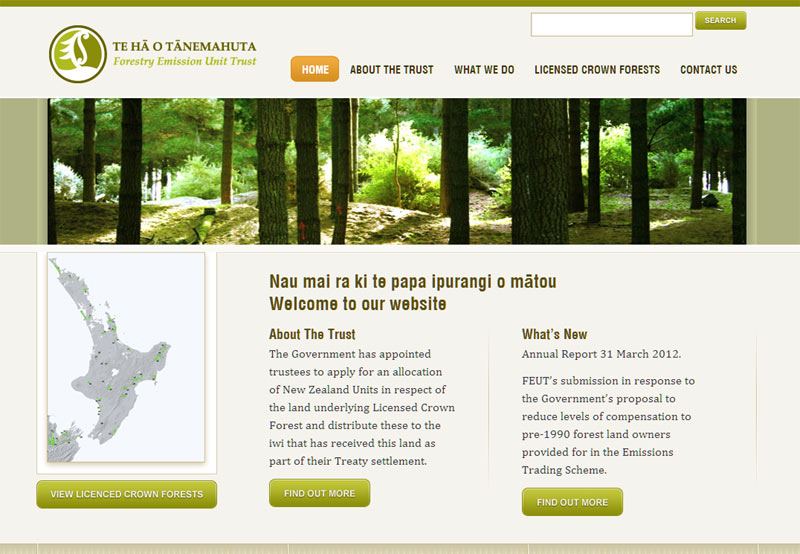 SEARCH
TE HĀ O TĀNEMAHUTA
Forestry Emission Unit Trust
HOME
ABOUT THE TRUST
WHAT WE DO
LICENSED CROWN FORESTS
CONTACT US
Nau mai ra ki te papa ipurangi o mātou
Welcome to our website
About The Trust
The Government has appointed
trustees to apply for an allocation
of New Zealand Units in respect of
the land underlying Licensed Crown
Forest and distribute these to the
iwi that has received this land as
part of their Treaty settlement.
FIND OUT MORE
What's New
Annual Report 31 March 2012.
FEUT's submission in response to
the Government's proposal to
reduce levels of compensation to
pre-1990 forest land owners
provided for in the Emissions
Trading Scheme.
FIND OUT MORE
VIEW LICENCED CROWN FORESTS